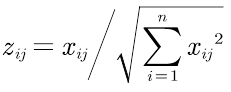 z_{ij} = x_{ij} / \sqrt{\sum_{i=1}^{n} x_{ij}^2}